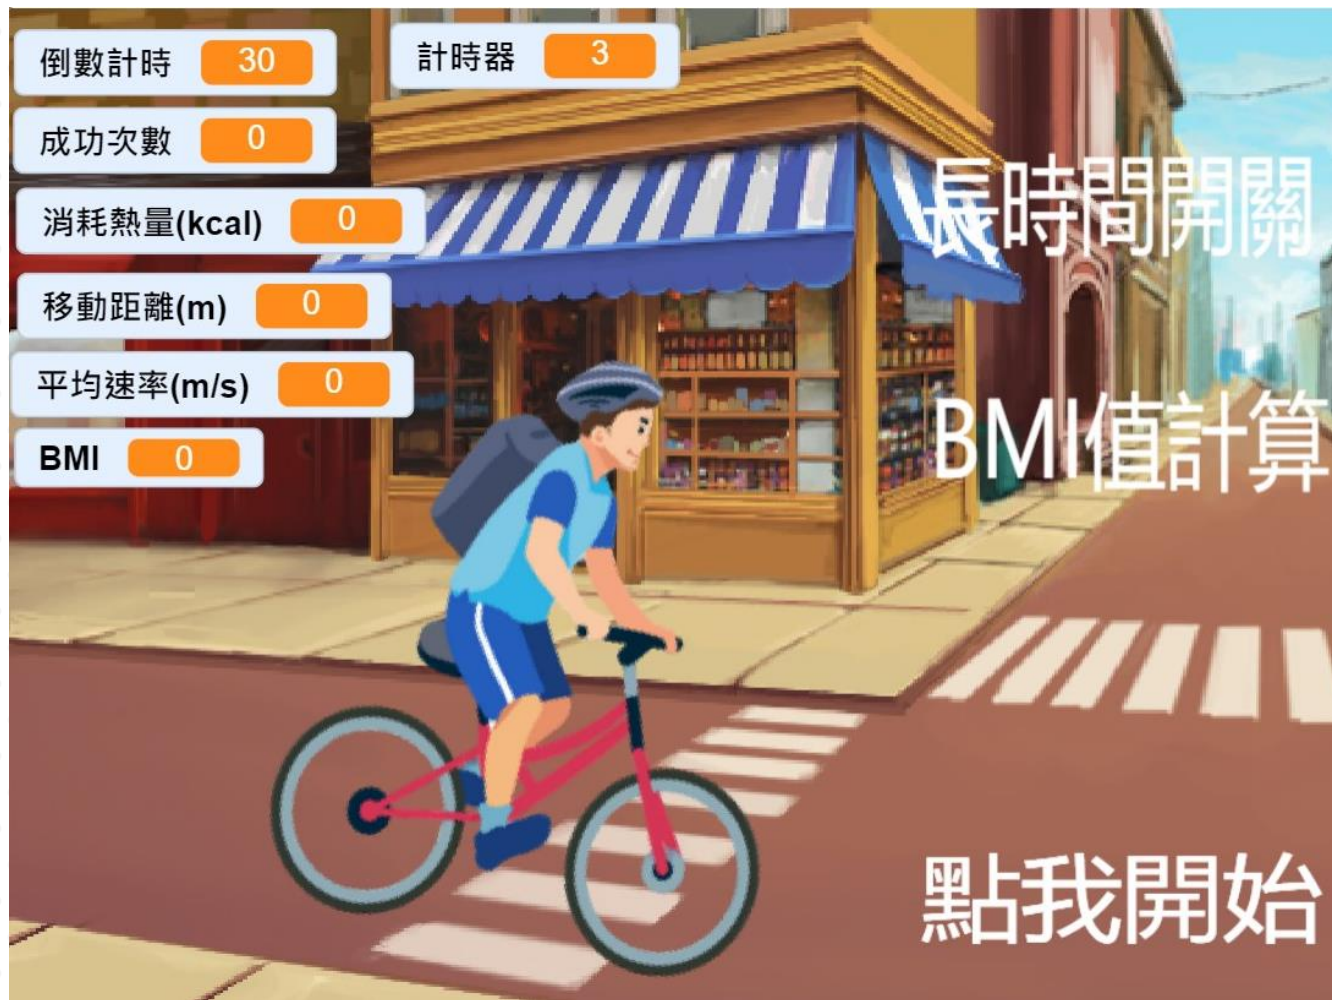 倒數計時 30
計時器 3
成功次數 0
消耗熱量(kcal) 0
移動距離(m) 0
平均速率(m/s) 0
BMI 0
長時間開關
BMI值計算
點我開始